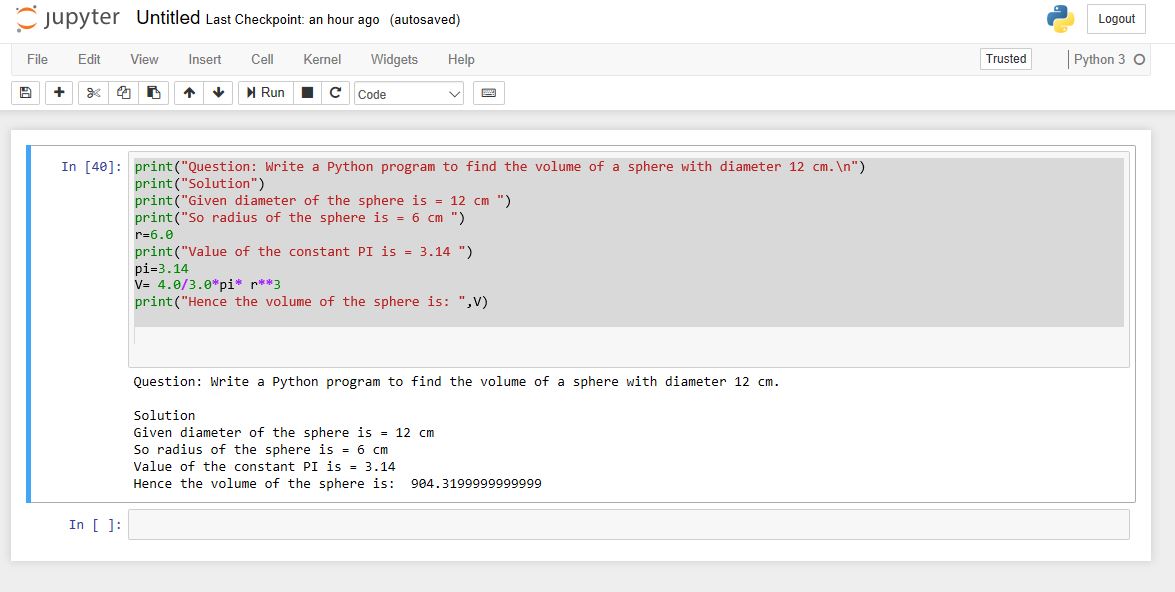 jupyter Untitled Last Checkpoint: an hour ago (autosaved) Logout
File Edit View Insert Cell Kernel Widgets Help Trusted Python 3
Run Code
In [40]: print("Question: Write a Python program to find the volume of a sphere with diameter 12 cm.\n")
print("Solution")
print("Given diameter of the sphere is = 12 cm ")
print("So radius of the sphere is = 6 cm ")
r=6.0
print("Value of the constant PI is = 3.14 ")
pi=3.14
V= 4.0/3.0*pi* r**3
print("Hence the volume of the sphere is: ",V)
Question: Write a Python program to find the volume of a sphere with diameter 12 cm.
Solution
Given diameter of the sphere is = 12 cm
So radius of the sphere is = 6 cm
Value of the constant PI is = 3.14
Hence the volume of the sphere is:  904.3199999999999
In [ ]: